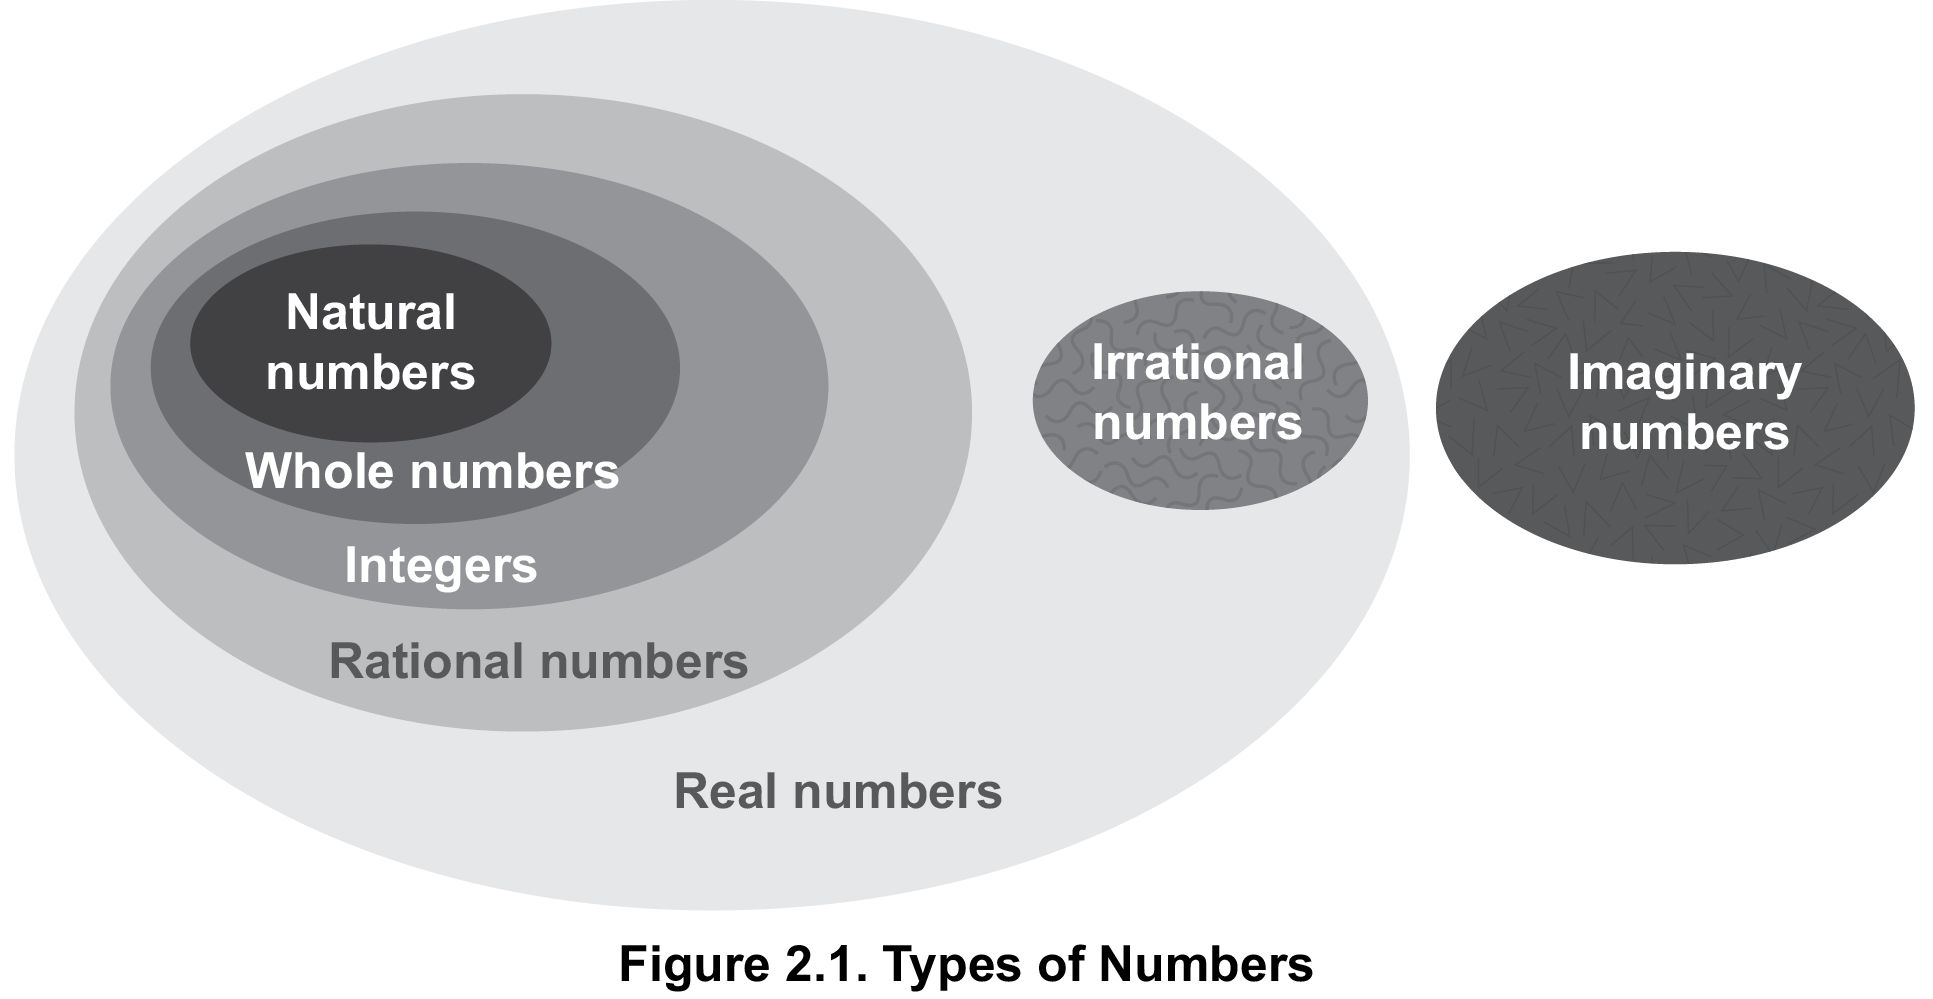 Natural
numbers
Whole numbers
Integers
Rational numbers
Real numbers
Irrational
numbers
Imaginary
numbers
Figure 2.1. Types of Numbers